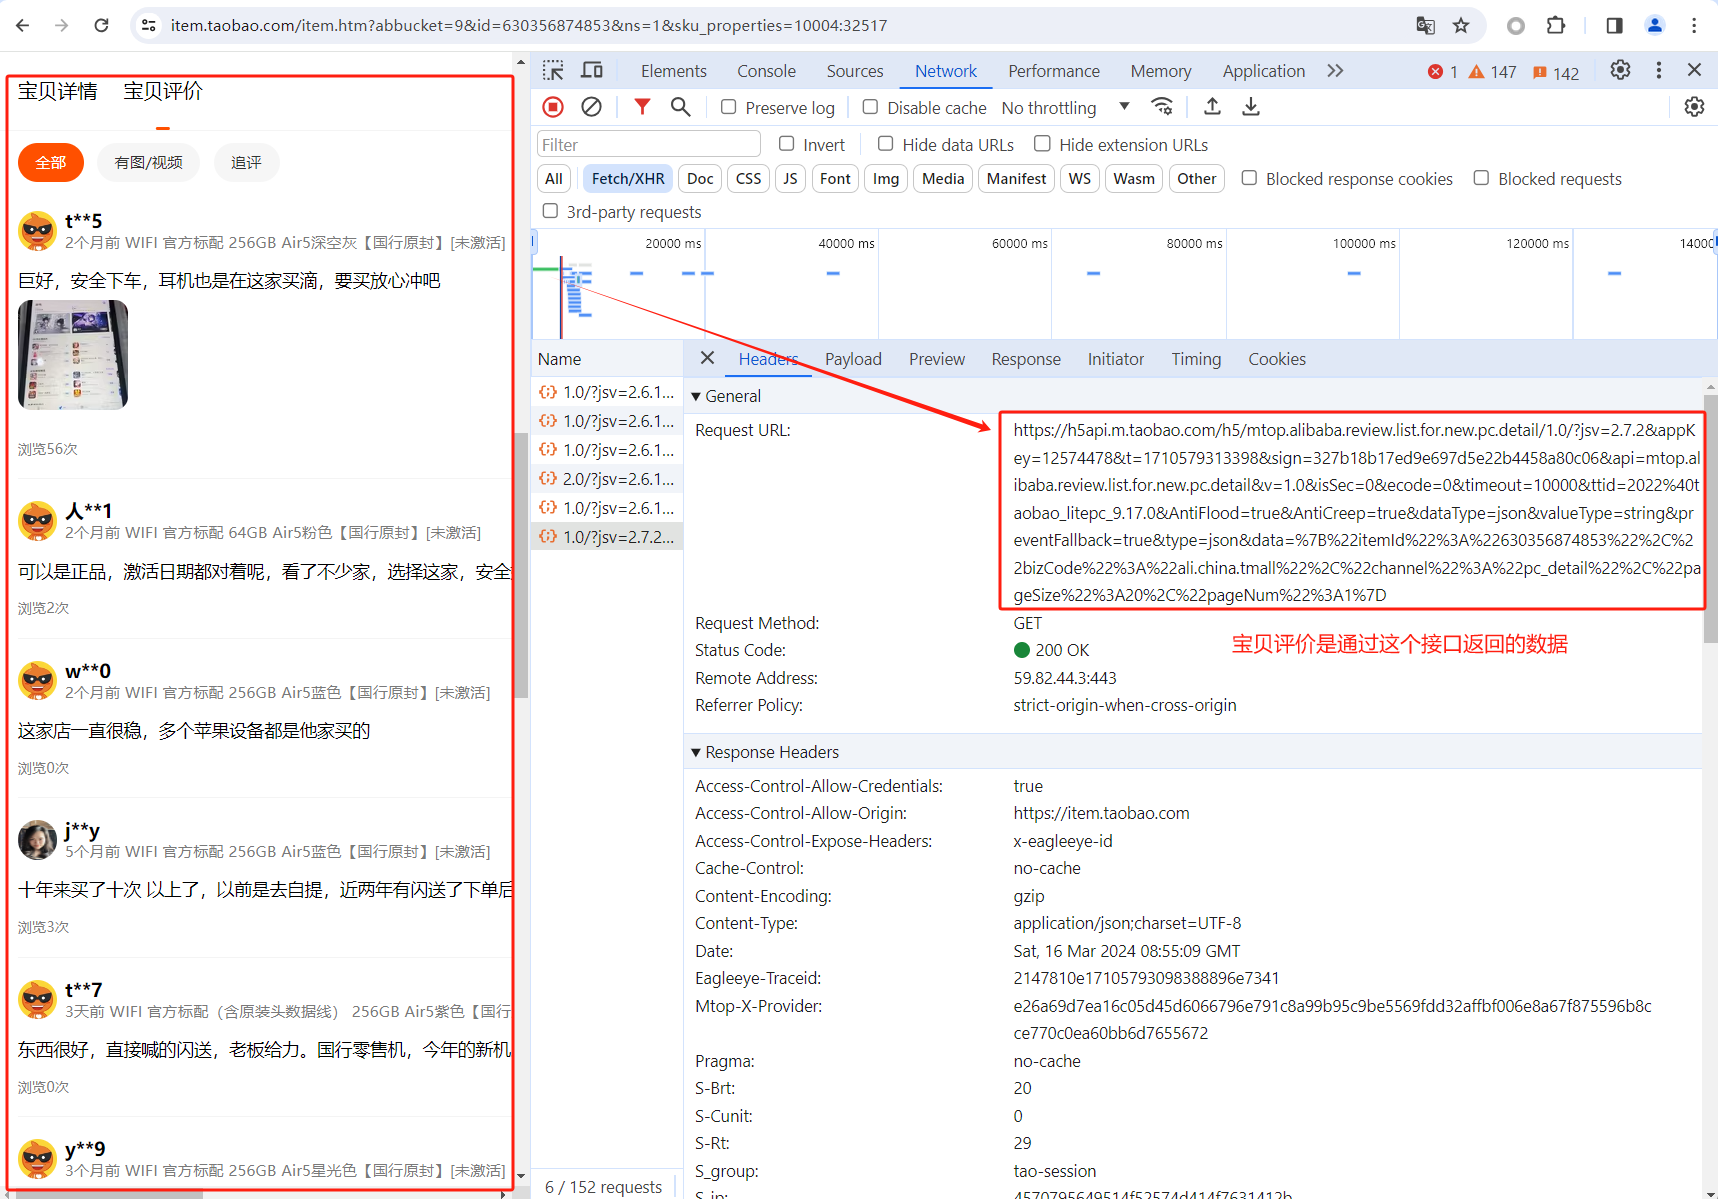 item.taobao.com/item.htm?abbucket=9&id=630356874853&ns=1&sku_properties=10004:32517
宝贝详情 宝贝评价
全部 有图/视频 追评
t**5
2个月前 WIFI 官方标配 256GB Air5深空灰【国行原封】[未激活]
巨好，安全下车，耳机也是在这家买滴，要买放心冲吧
浏览56次
人**1
2个月前 WIFI 官方标配 64GB Air5粉色【国行原封】[未激活]
可以是正品，激活日期都对着呢，看了不少家，选择这家，安全
浏览2次
w**0
2个月前 WIFI 官方标配 256GB Air5蓝色【国行原封】[未激活]
这家店一直很稳，多个苹果设备都是他家买的
浏览0次
j**y
5个月前 WIFI 官方标配 256GB Air5蓝色【国行原封】[未激活]
十年来买了十次 以上了，以前是去自提，近两年有闪送了下单后
浏览3次
t**7
3天前 WIFI 官方标配（含原装头数据线） 256GB Air5紫色【国行
东西很好，直接喊的闪送，老板给力。国行零售机，今年的新机
浏览0次
y**9
3个月前 WIFI 官方标配 256GB Air5星光色【国行原封】[未激活]
Elements Console Sources Network Performance Memory Application 1 147 142
Preserve log Disable cache No throttling
Filter Invert Hide data URLs Hide extension URLs
All Fetch/XHR Doc CSS JS Font Img Media Manifest WS Wasm Other Blocked response cookies Blocked requests
3rd-party requests
20000 ms 40000 ms 60000 ms 80000 ms 100000 ms 120000 ms 14000
Name
1.0/?jsv=2.6.1...
1.0/?jsv=2.6.1...
1.0/?jsv=2.6.1...
2.0/?jsv=2.6.1...
1.0/?jsv=2.6.1...
1.0/?jsv=2.7.2...
6 / 152 requests
Headers Payload Preview Response Initiator Timing Cookies
General
Request URL:
https://h5api.m.taobao.com/h5/mtop.alibaba.review.list.for.new.pc.detail/1.0/?jsv=2.7.2&appK
ey=12574478&t=1710579313398&sign=327b18b17ed9e697d5e22b4458a80c06&api=mtop.al
ibaba.review.list.for.new.pc.detail&v=1.0&isSec=0&ecode=0&timeout=10000&ttid=2022%40t
aobao_litepc_9.17.0&AntiFlood=true&AntiCreep=true&dataType=json&valueType=string&pr
eventFallback=true&type=json&data=%7B%22itemId%22%3A%22630356874853%22%2C%2
2bizCode%22%3A%22ali.china.tmall%22%2C%22channel%22%3A%22pc_detail%22%2C%22pa
geSize%22%3A20%2C%22pageNum%22%3A1%7D
Request Method: GET
宝贝评价是通过这个接口返回的数据
Status Code: 200 OK
Remote Address: 59.82.44.3:443
Referrer Policy: strict-origin-when-cross-origin
Response Headers
Access-Control-Allow-Credentials: true
Access-Control-Allow-Origin: https://item.taobao.com
Access-Control-Expose-Headers: x-eagleeye-id
Cache-Control: no-cache
Content-Encoding: gzip
Content-Type: application/json;charset=UTF-8
Date: Sat, 16 Mar 2024 08:55:09 GMT
Eagleeye-Traceid: 2147810e17105793098388896e7341
Mtop-X-Provider: e26a69d7ea16c05d45d6066796e791c8a99b95c9be5569fdd32affbf006e8a67f875596b8c
ce770c0ea60bb6d7655672
Pragma: no-cache
S-Brt: 20
S-Cunit: 0
S-Rt: 29
S_group: tao-session